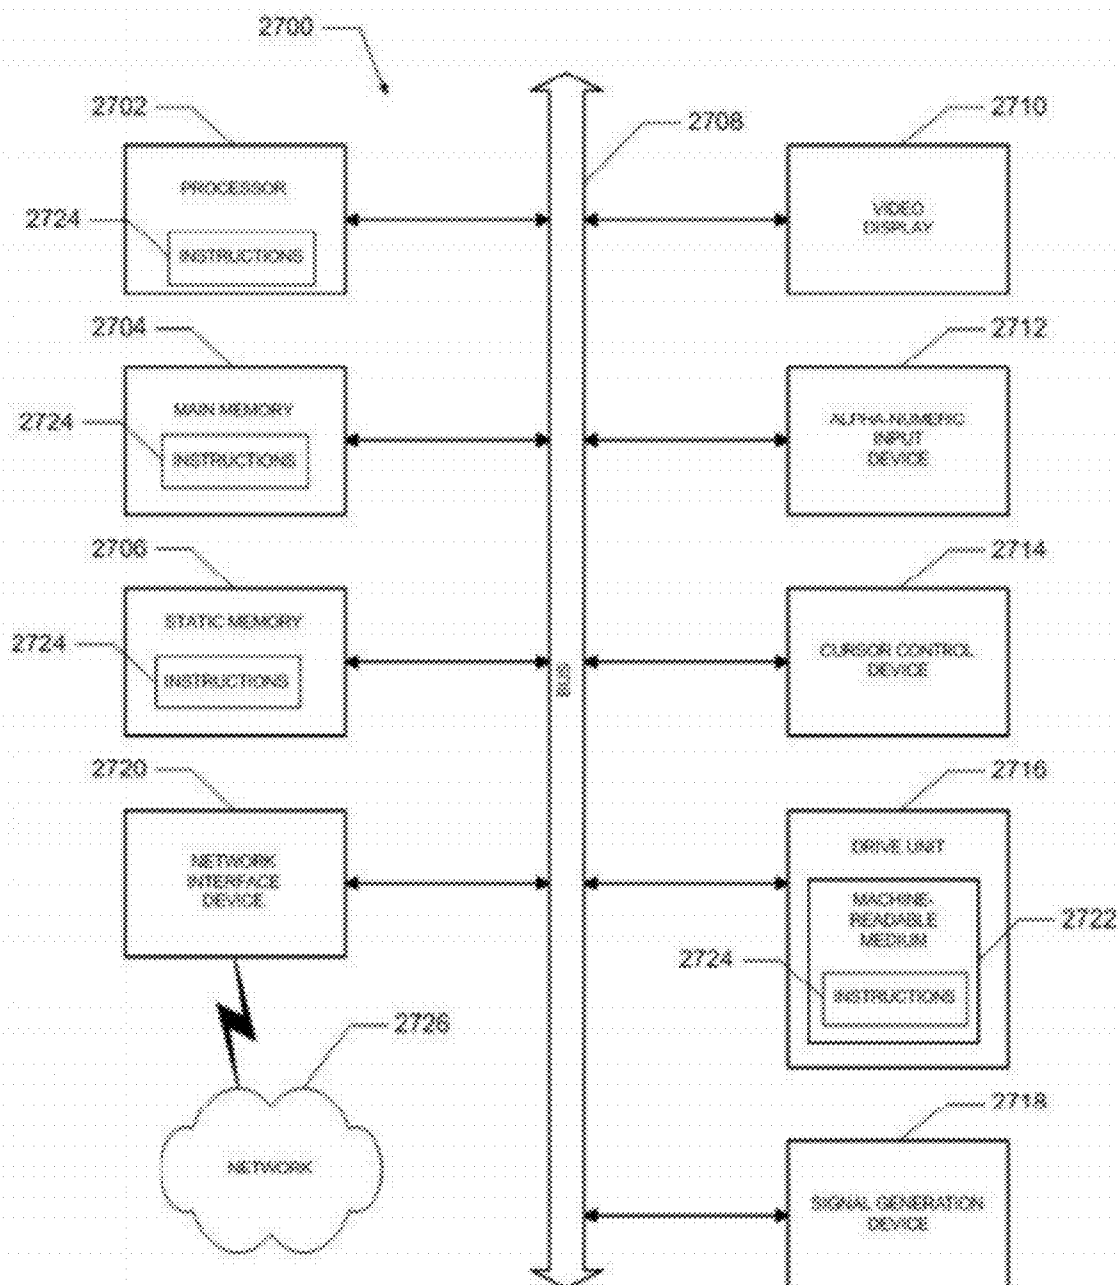 2700
2702
2708
2710
PROCESSOR
2724
INSTRUCTIONS
VIDEO
DISPLAY
2704
2712
MAIN MEMORY
2724
INSTRUCTIONS
ALPHA-NUMERIC
INPUT
DEVICE
2706
2714
STATIC MEMORY
2724
INSTRUCTIONS
BUS
CURSOR CONTROL
DEVICE
2720
2716
NETWORK
INTERFACE
DEVICE
DRIVE UNIT
MACHINE-
READABLE
MEDIUM
2722
2724
INSTRUCTIONS
2726
NETWORK
2718
SIGNAL GENERATION
DEVICE